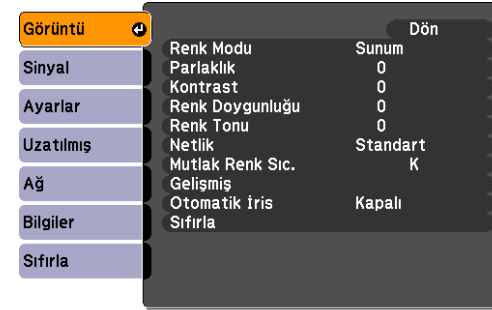 Görüntü
Sinyal
Ayarlar
Uzatılmış
Ağ
Bilgiler
Sıfırla
Dön
Renk Modu Sunum
Parlaklık 0
Kontrast 0
Renk Doygunluğu 0
Renk Tonu 0
Netlik Standart
Mutlak Renk Sıc. K
Gelişmiş
Otomatik İris Kapalı
Sıfırla